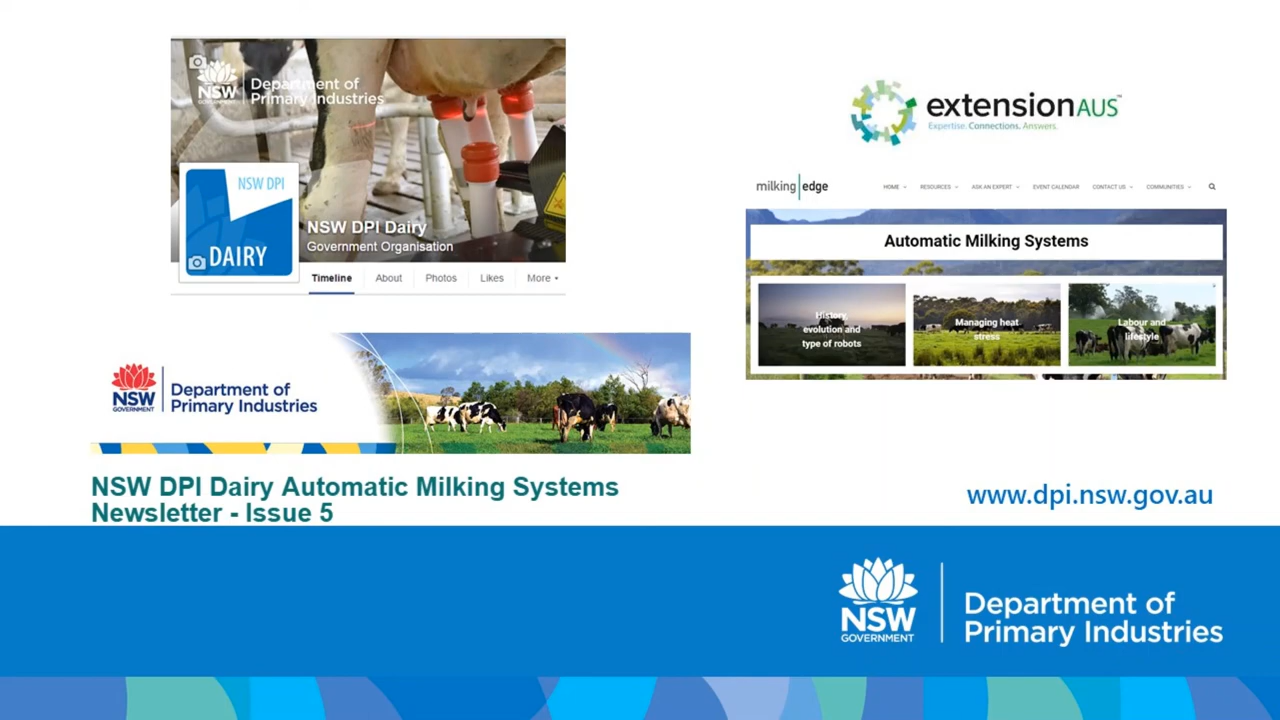 NSW
GOVERNMENT
Department of
Primary Industries
NSW DPI
DAIRY
NSW DPI Dairy
Government Organisation
Timeline About Photos Likes More
extensionAUS™
Expertise. Connections. Answers.
milking|edge
HOME RESOURCES ASK AN EXPERT EVENT CALENDAR CONTACT US COMMUNITIES
Automatic Milking Systems
History,
evolution and
type of robots
Managing heat
stress
Labour and
lifestyle
NSW
GOVERNMENT
Department of
Primary Industries
NSW DPI Dairy Automatic Milking Systems
Newsletter - Issue 5
www.dpi.nsw.gov.au
NSW
GOVERNMENT
Department of
Primary Industries